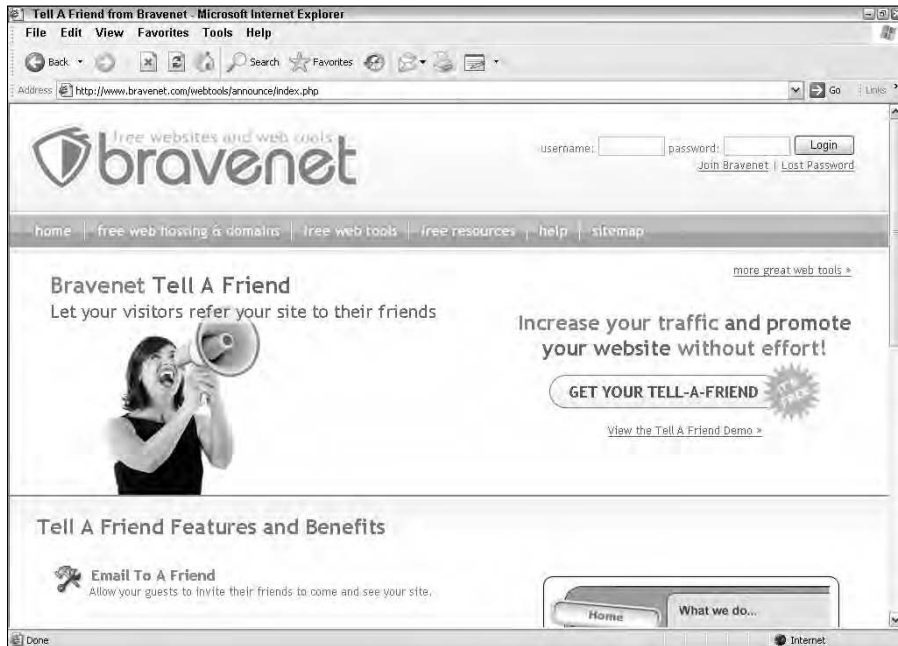 Tell A Friend from Bravenet - Microsoft Internet Explorer
File Edit View Favorites Tools Help
Back Search Favorites
Address http://www.bravenet.com/webtools/announce/index.php Go Links
free websites and web tools
bravenet
username: password: Login
Join Bravenet | Lost Password
home | free web hosting & domains | free web tools | free resources | help | sitemap
more great web tools »
Bravenet Tell A Friend
Let your visitors refer your site to their friends
Increase your traffic and promote
your website without effort!
GET YOUR TELL-A-FRIEND
View the Tell A Friend Demo »
Tell A Friend Features and Benefits
Email To A Friend
Allow your guests to invite their friends to come and see your site.
Home
What we do...
Done Internet